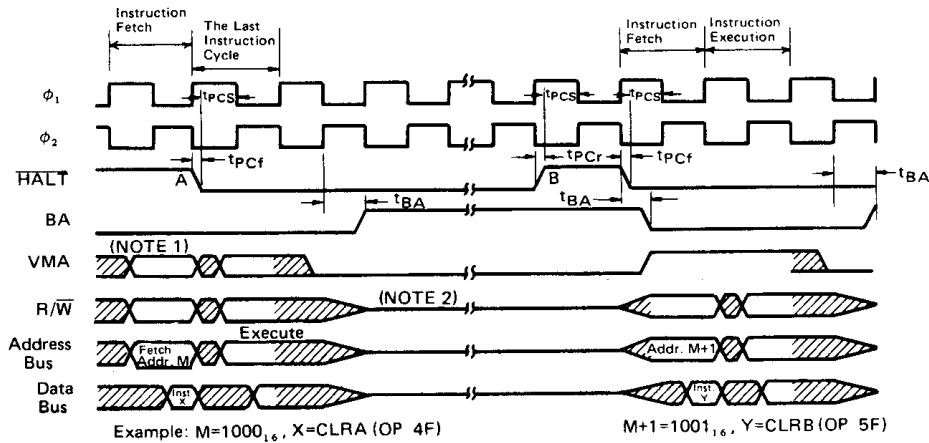 Instruction Fetch
The Last Instruction Cycle
Instruction Fetch
Instruction Execution
ϕ1
tPCS
tPCS
tPCS
ϕ2
tPCf
tPCr
tPCf
HALT
A
B
tBA
tBA
tBA
BA
(NOTE 1)
VMA
R/W
(NOTE 2)
Execute
Address Bus
Fetch Addr. M
Addr. M+1
Data Bus
Inst X
Inst Y
Example: M=1000₁₆, X=CLRA (OP 4F)
M+1=1001₁₆, Y=CLRB (OP 5F)